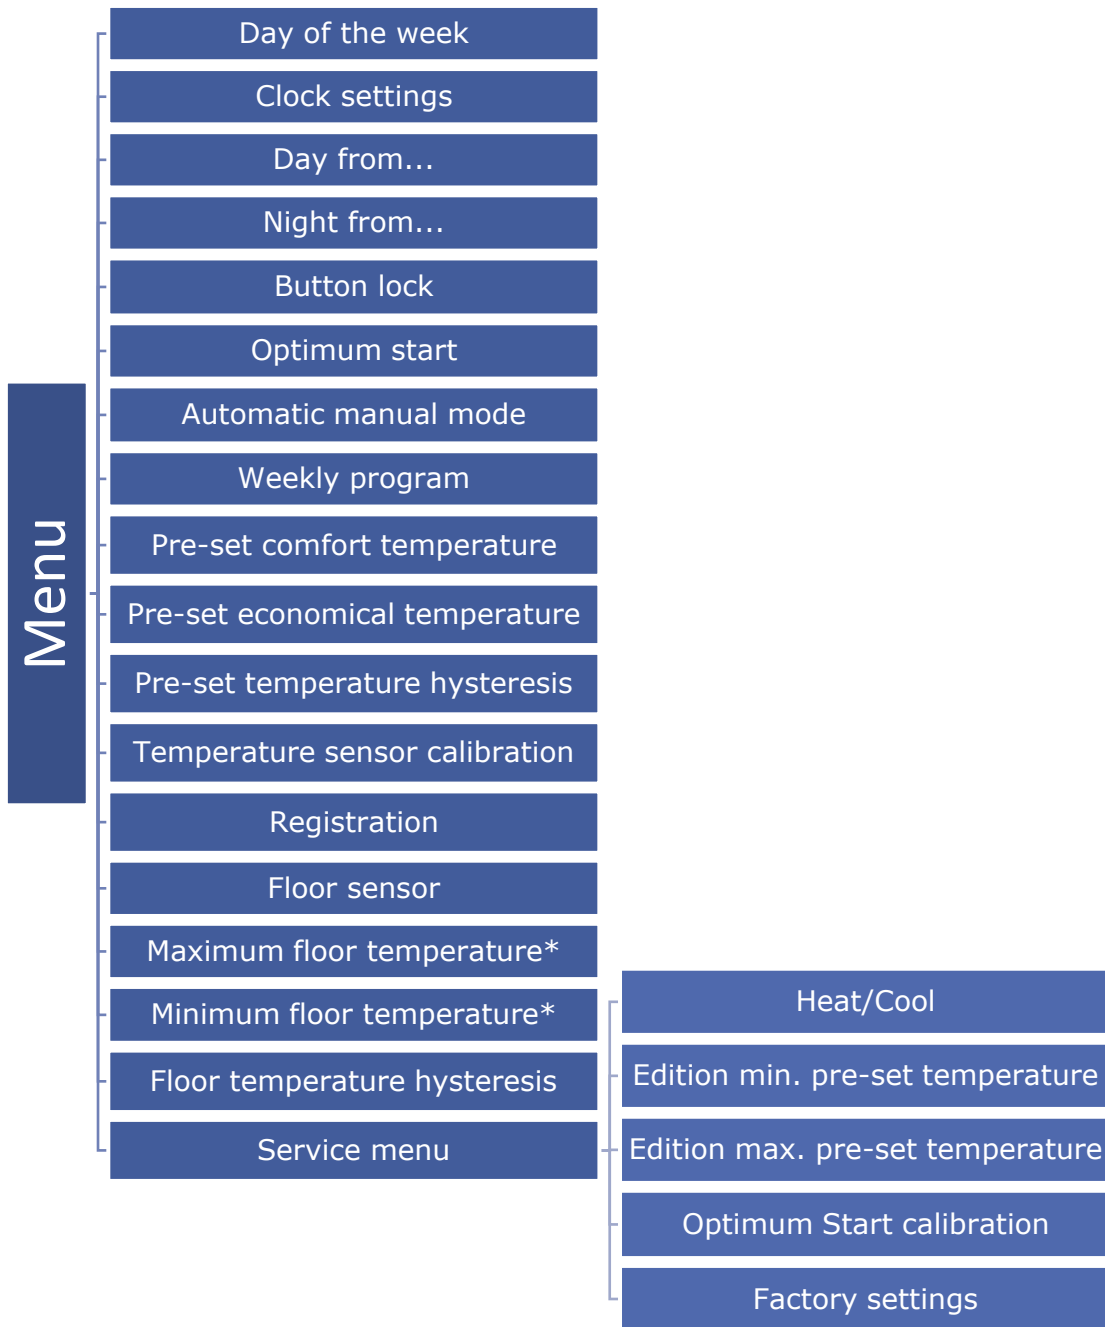 Menu
Day of the week
Clock settings
Day from...
Night from...
Button lock
Optimum start
Automatic manual mode
Weekly program
Pre-set comfort temperature
Pre-set economical temperature
Pre-set temperature hysteresis
Temperature sensor calibration
Registration
Floor sensor
Maximum floor temperature*
Minimum floor temperature*
Floor temperature hysteresis
Service menu
Heat/Cool
Edition min. pre-set temperature
Edition max. pre-set temperature
Optimum Start calibration
Factory settings